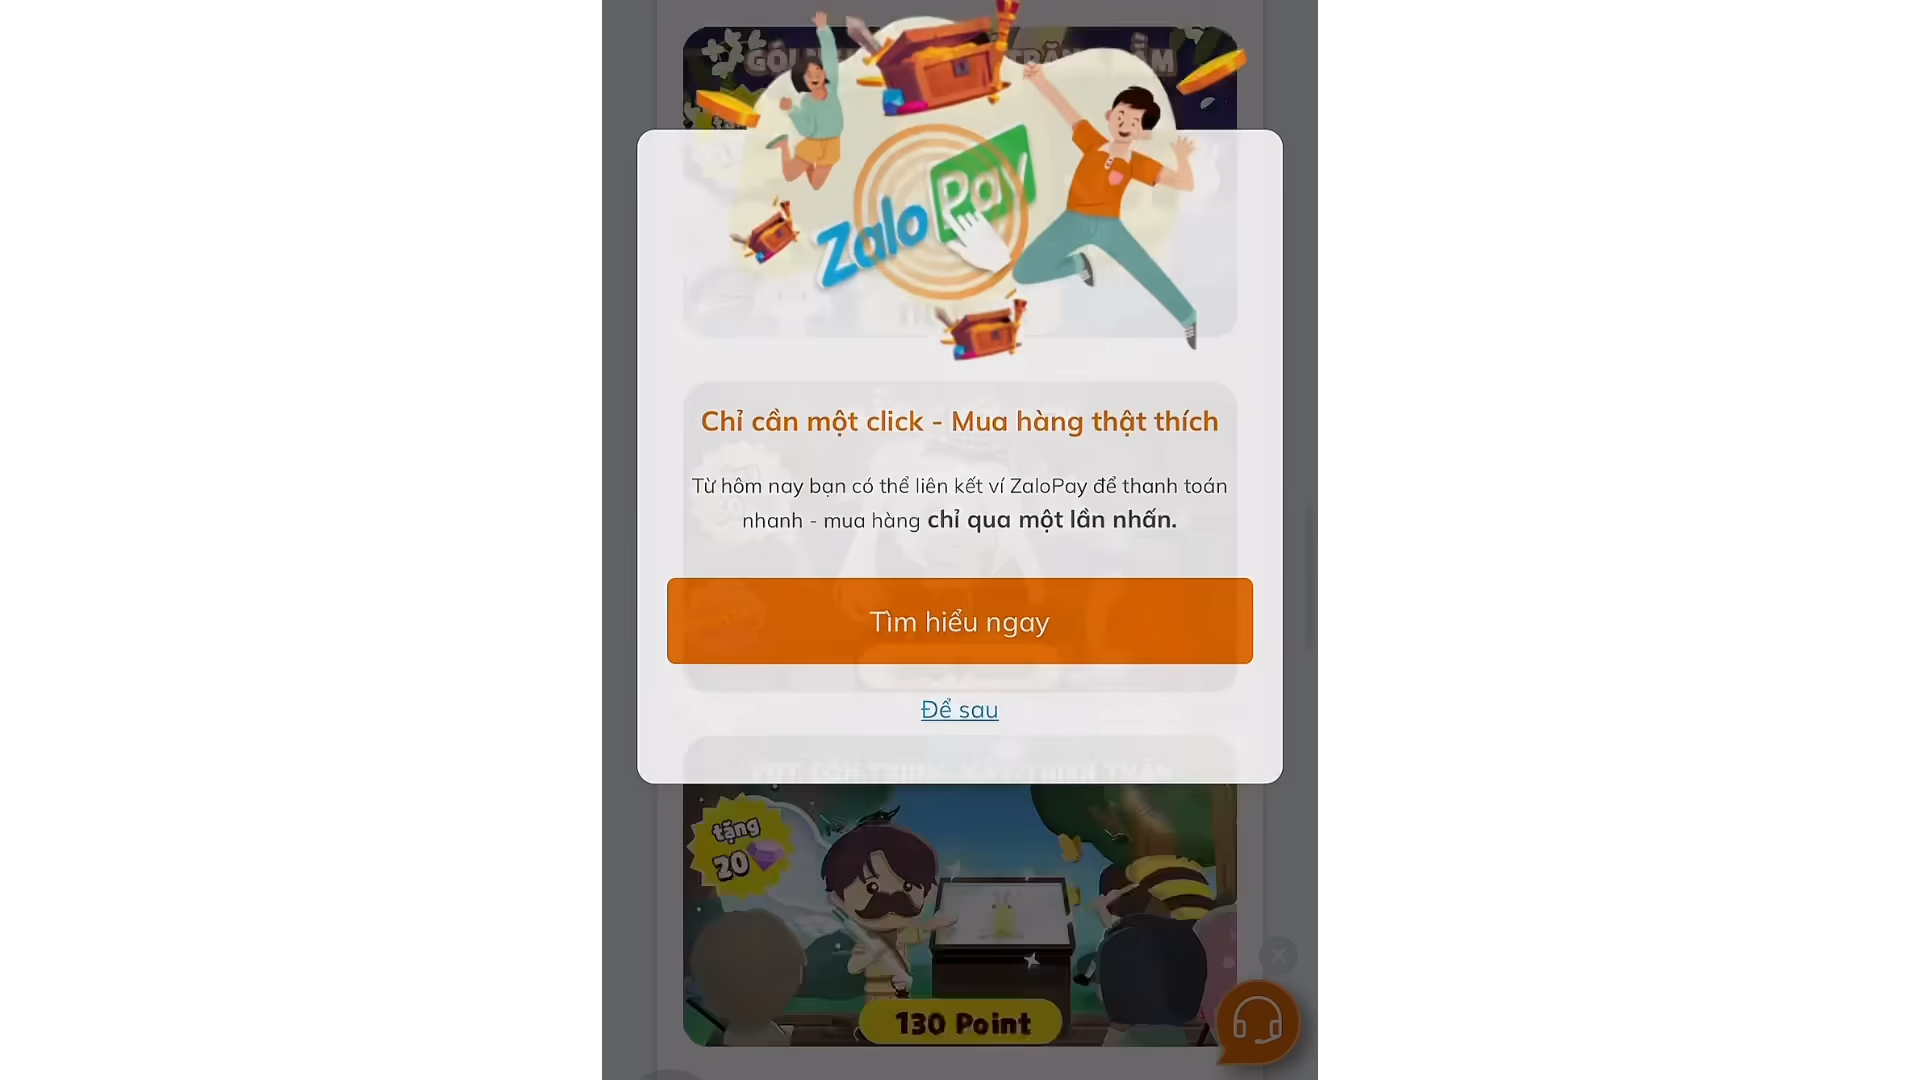 Zalo Pay
Chỉ cần một click - Mua hàng thật thích
Từ hôm nay bạn có thể liên kết ví ZaloPay để thanh toán
nhanh - mua hàng chỉ qua một lần nhấn.
Tìm hiểu ngay
Để sau
tặng
20
130 Point